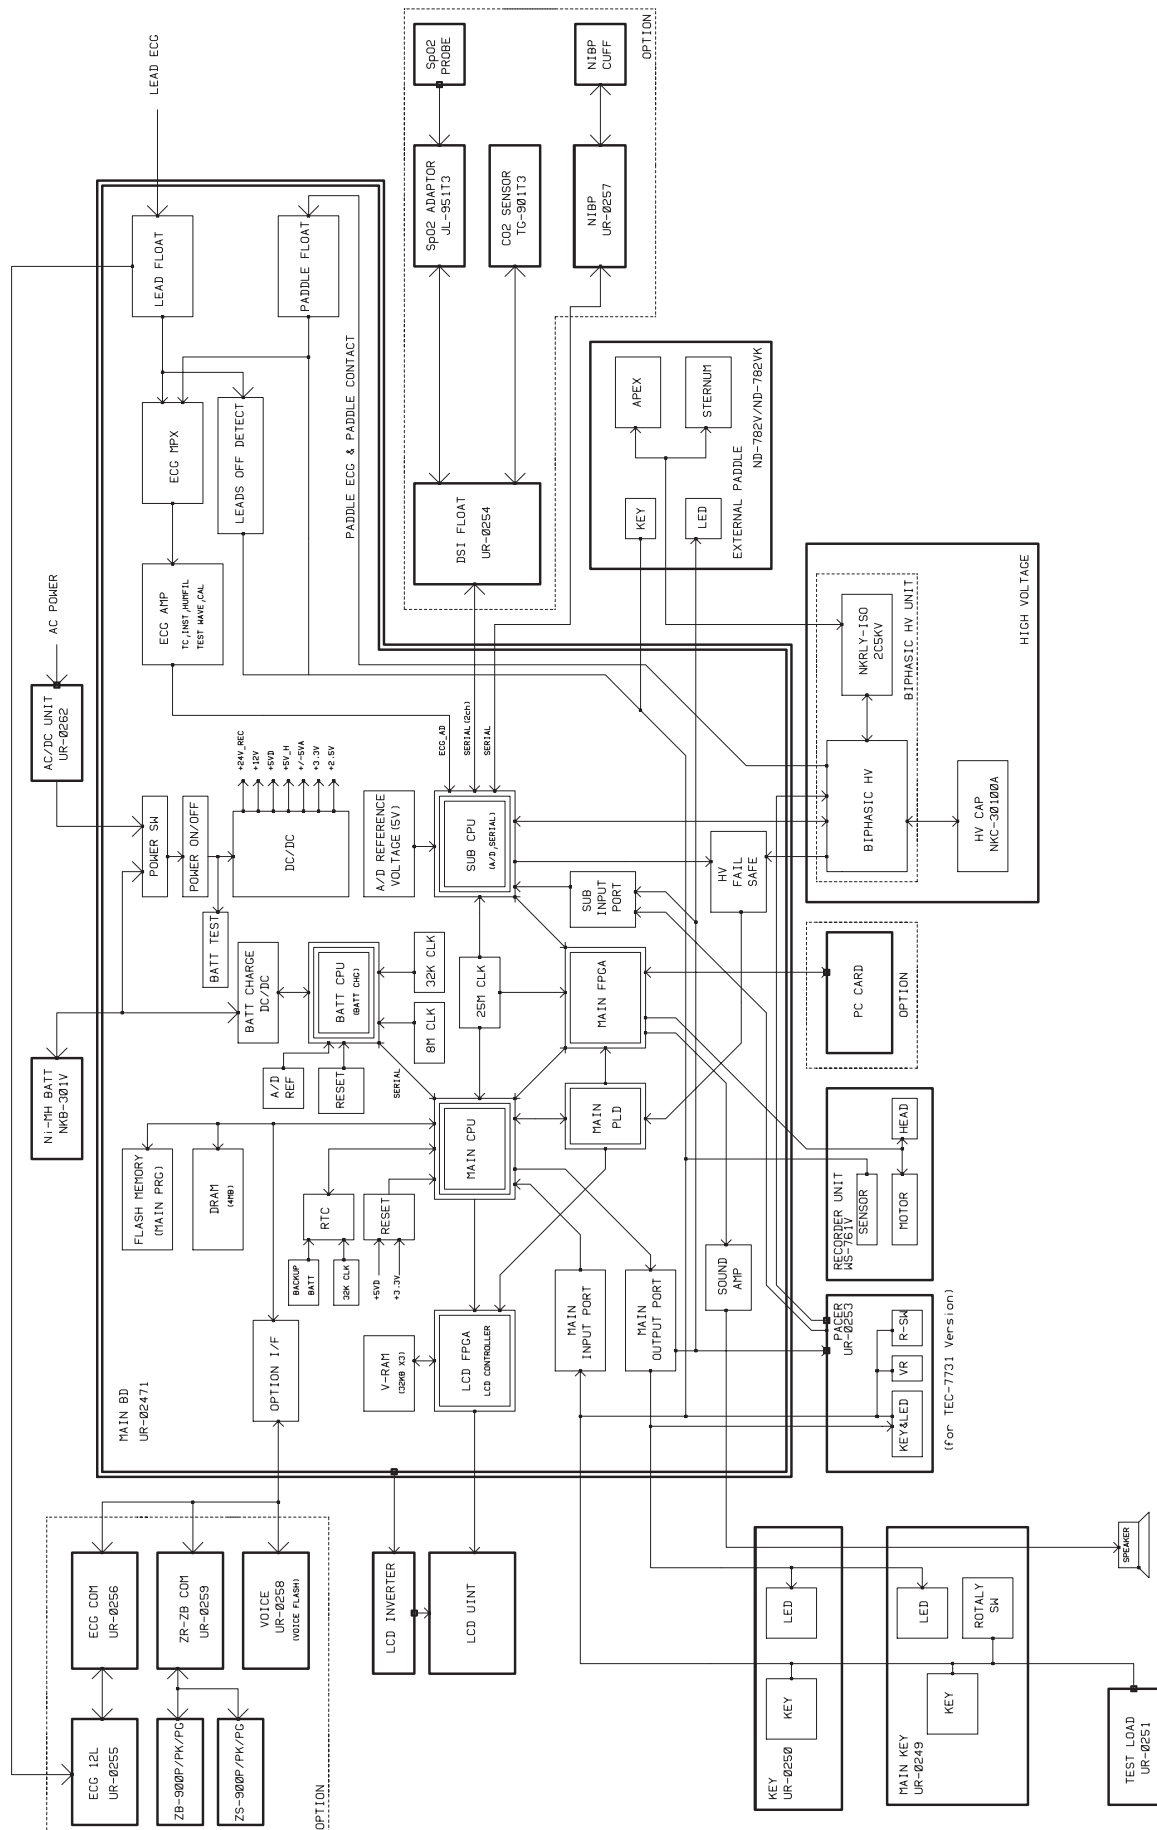 ECG 12L
UR-0255
ECG COM
UR-0256
ZB-900P/PK/PG
ZR-ZB COM
UR-0259
ZS-900P/PK/PG
VOICE
UR-0258
(VOICE FLASH)
OPTION
LCD INVERTER
LCD UINT
MAIN BD
UR-02471
OPTION I/F
FLASH MEMORY
(MAIN PRG)
DRAM
(4MB)
RTC
BACKUP
BATT
32K CLK
RESET
+5VD
+3.3V
V-RAM
(32KB X3)
LCD FPGA
LCD CONTROLLER
MAIN CPU
MAIN
INPUT PORT
MAIN
OUTPUT PORT
MAIN
PLD
SOUND
AMP
Ni-MH BATT
NKB-301V
BATT CHARGE
DC/DC
A/D
REF
RESET
BATT CPU
(BATT CHG)
SERIAL
8M CLK
32K CLK
25M CLK
MAIN FPGA
AC/DC UNIT
UR-0262
AC POWER
POWER SW
POWER ON/OFF
BATT TEST
DC/DC
+24V_REC
+12V
+5VD
+5V_H
+/-5VA
+3.3V
+2.5V
A/D REFERENCE
VOLTAGE (5V)
SUB CPU
(A/D,SERIAL)
ECG_AD
SERIAL(2ch)
SERIAL
SUB
INPUT
PORT
HV
FAIL
SAFE
LEAD ECG
LEAD FLOAT
ECG MPX
ECG AMP
TC,INST,HUMFIL
TEST WAVE,CAL
LEADS OFF DETECT
PADDLE FLOAT
PADDLE ECG & PADDLE CONTACT
SpO2
PROBE
SpO2 ADAPTOR
JL-951T3
CO2 SENSOR
TG-901T3
DSI FLOAT
UR-0254
NIBP
CUFF
NIBP
UR-0257
OPTION
APEX
STERNUM
KEY
LED
EXTERNAL PADDLE
ND-782V/ND-782VK
NKRLY-ISO
2C5KV
BIPHASIC HV UNIT
BIPHASIC HV
HV CAP
NKC-30100A
HIGH VOLTAGE
PC CARD
OPTION
RECORDER UNIT
WS-761V
SENSOR
HEAD
MOTOR
PACER
UR-0253
R-SW
VR
KEY&LED
(for TEC-7731 Version)
KEY
UR-0250
LED
KEY
MAIN KEY
UR-0249
LED
ROTALY
SW
KEY
SPEAKER
TEST LOAD
UR-0251